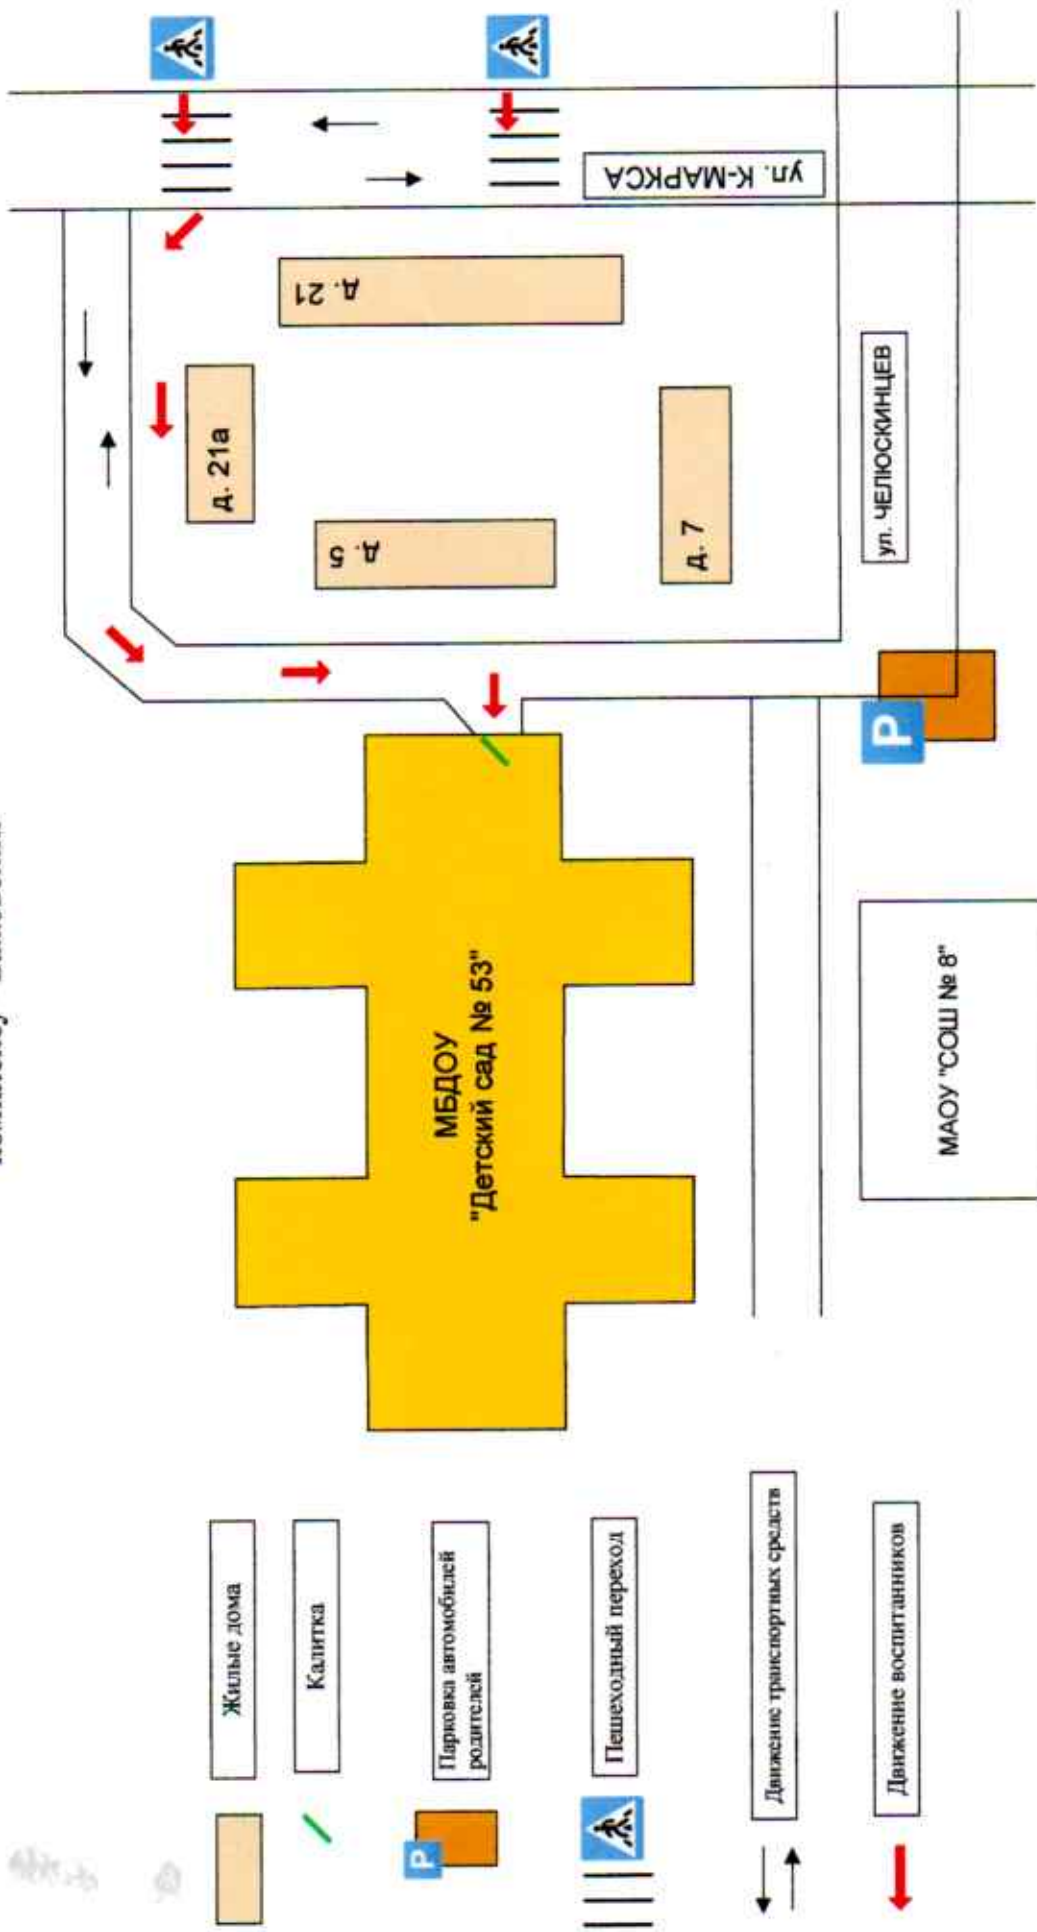 ул. К-МАРКСА
д. 21
д. 21а
д. 5
д. 7
ул. ЧЕЛЮСКИНЦЕВ
Р
МБДОУ
"Детский сад № 53"
МАОУ "СОШ № 8"
Жилые дома
Калитка
Р
Парковка автомобилей
родителей
Пешеходный переход
Движение транспортных средств
Движение воспитанников